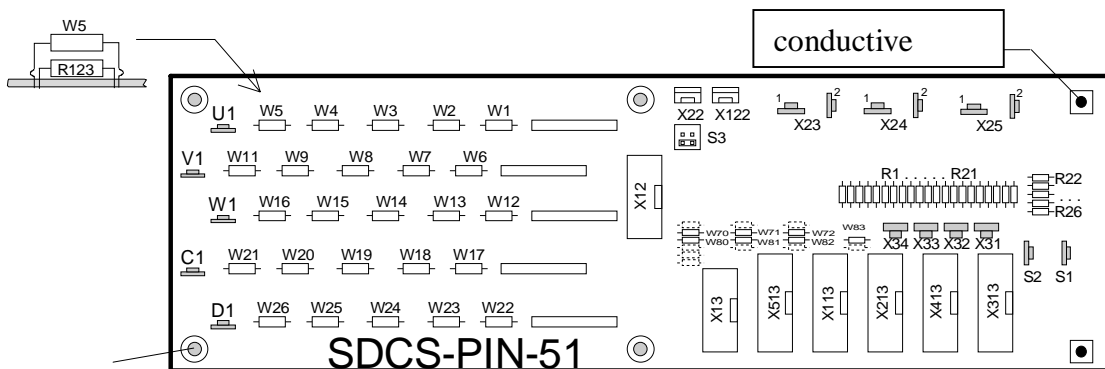 W5
R123
conductive
U1 W5 W4 W3 W2 W1
X22 X122
S3
1 2 X23
1 2 X24
1 2 X25
V1 W11 W9 W8 W7 W6
X12
R1 . . . . . R21
R22
. . .
R26
W1 W16 W15 W14 W13 W12
W70 W71 W72 W83
W80 W81 W82
X34 X33 X32 X31
C1 W21 W20 W19 W18 W17
S2 S1
X13 X513 X113 X213 X413 X313
D1 W26 W25 W24 W23 W22
SDCS-PIN-51